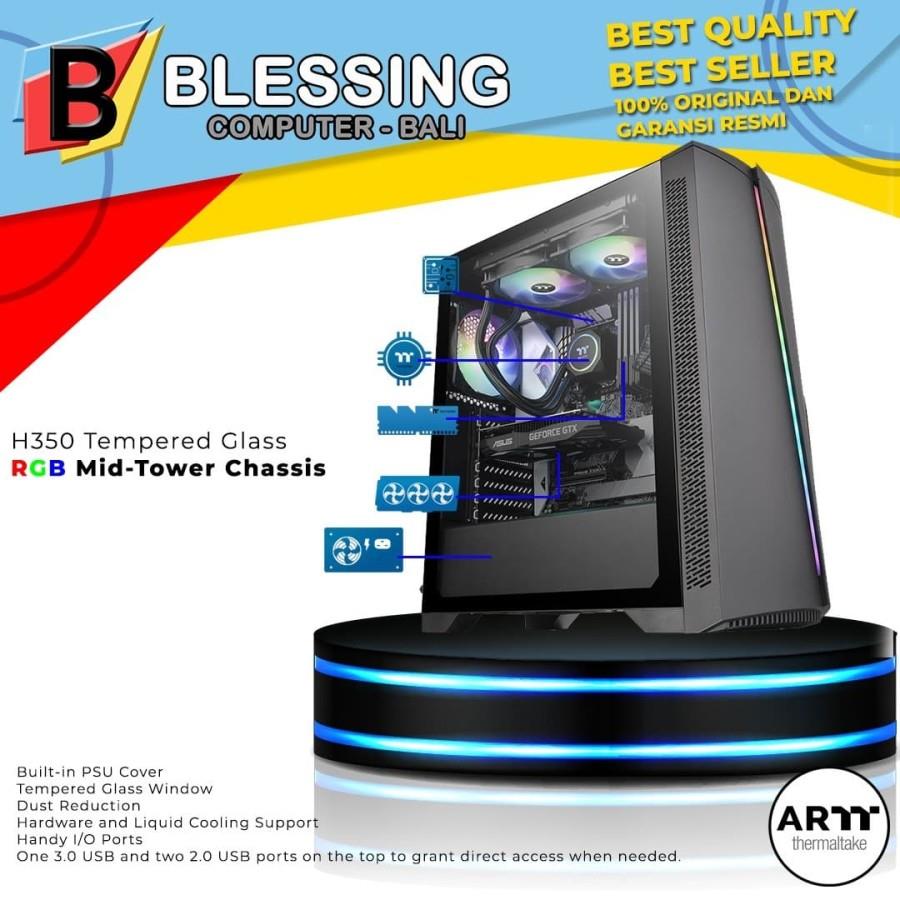 B
BLESSING
COMPUTER - BALI
BEST QUALITY
BEST SELLER
100% ORIGINAL DAN
GARANSI RESMI
ASUS
GEFORCE GTX
H350 Tempered Glass
RGB Mid-Tower Chassis
Built-in PSU Cover
Tempered Glass Window
Dust Reduction
Hardware and Liquid Cooling Support
Handy I/O Ports
One 3.0 USB and two 2.0 USB ports on the top to grant direct access when needed.
ARTT
thermaltake